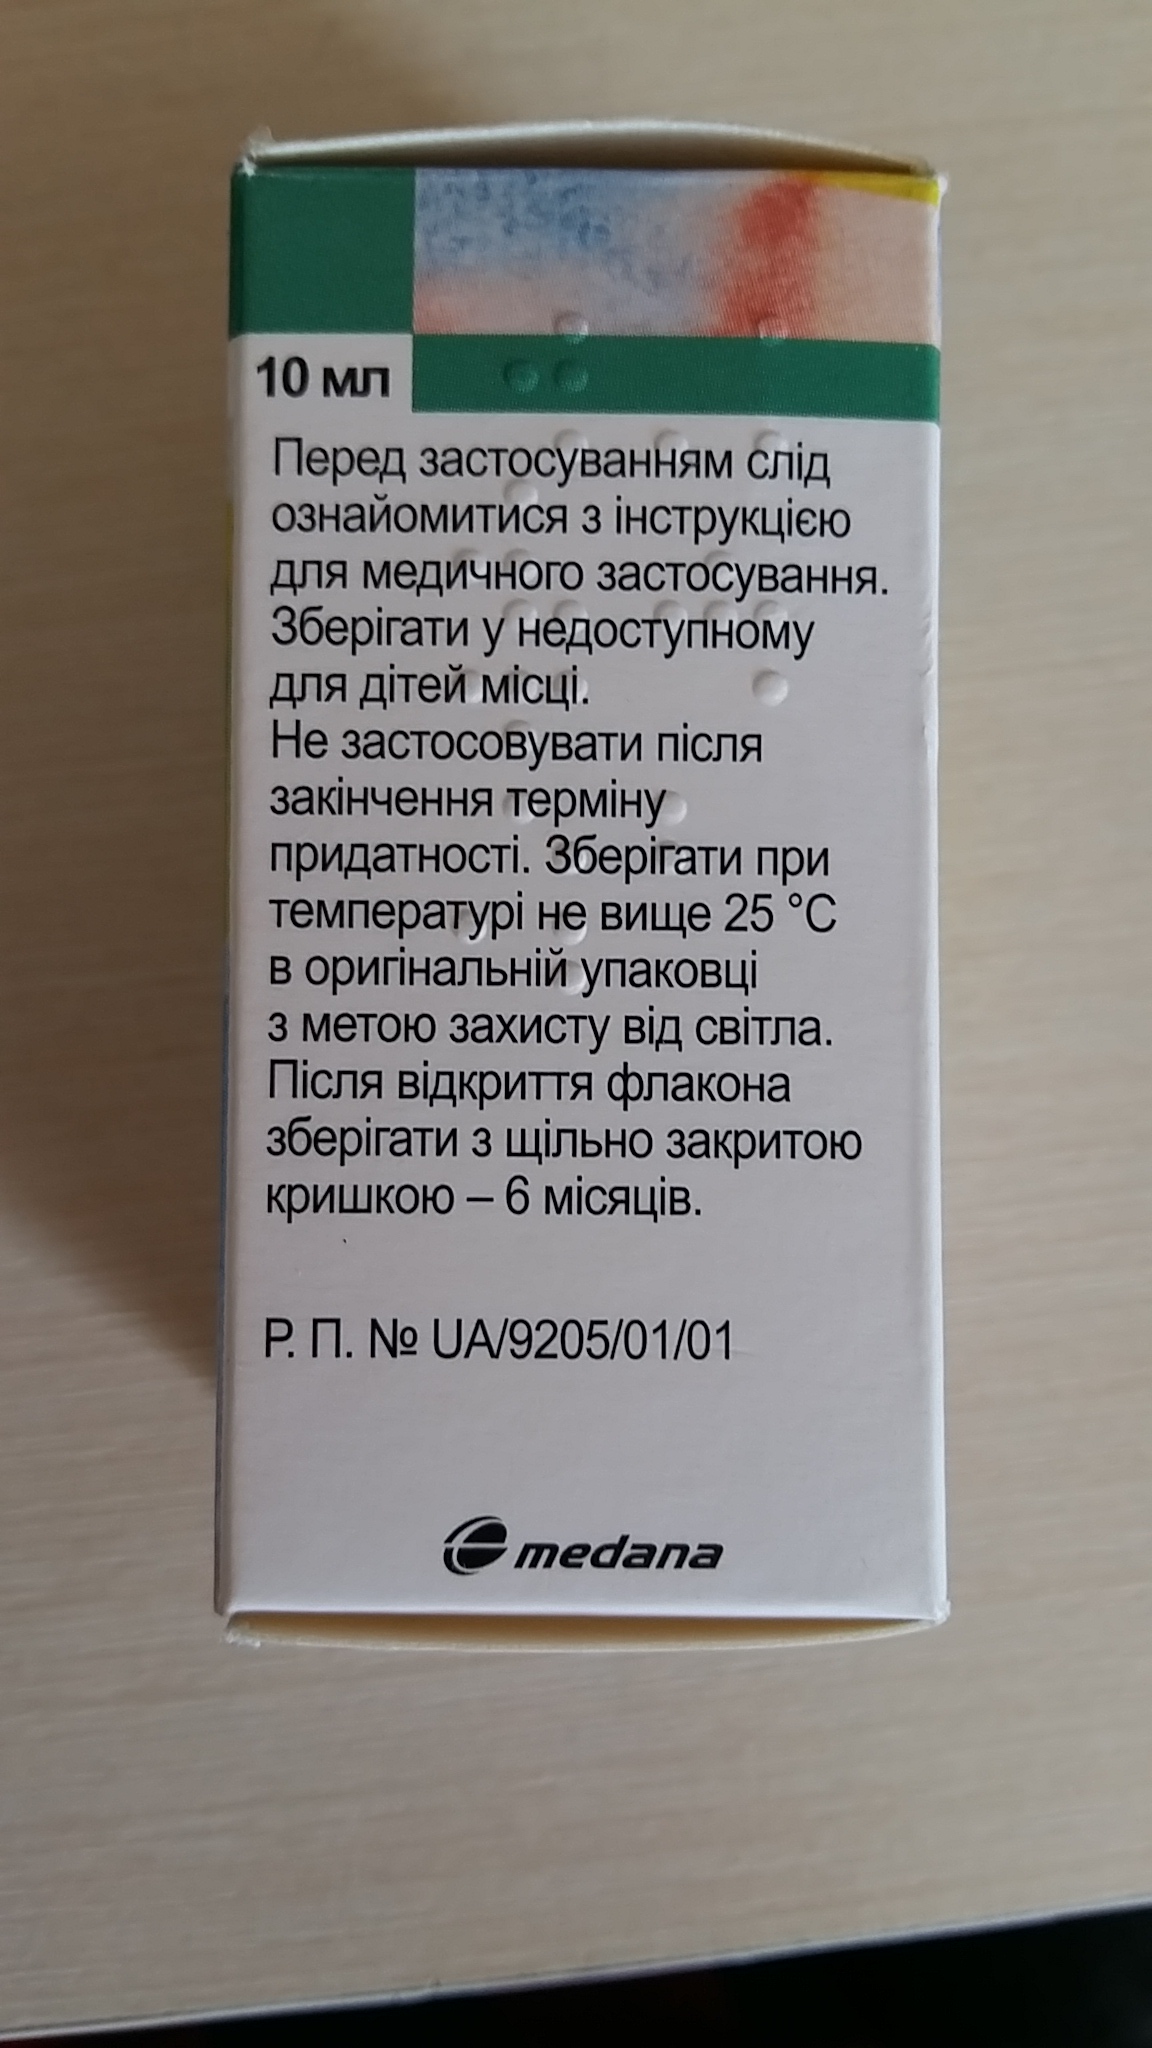 10 мл
Перед застосуванням слід
ознайомитися з інструкцією
для медичного застосування.
Зберігати у недоступному
для дітей місці.
Не застосовувати після
закінчення терміну
придатності. Зберігати при
температурі не вище 25 °C
в оригінальній упаковці
з метою захисту від світла.
Після відкриття флакона
зберігати з щільно закритою
кришкою – 6 місяців.
Р. П. № UA/9205/01/01
medana